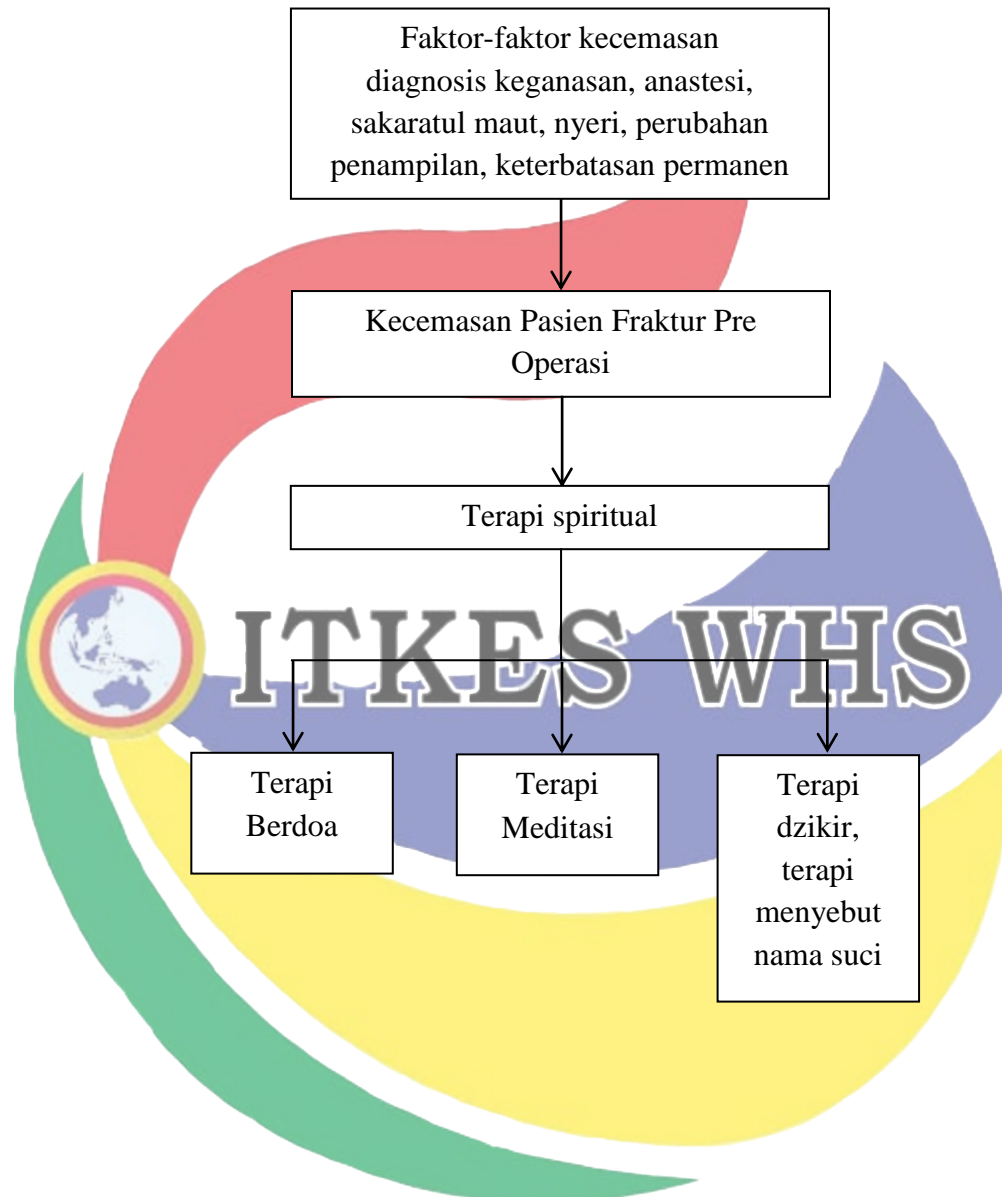 Faktor-faktor kecemasan
diagnosis keganasan, anastesi,
sakaratul maut, nyeri, perubahan
penampilan, keterbatasan permanen
Kecemasan Pasien Fraktur Pre
Operasi
Terapi spiritual
ITKES WHS
Terapi
Berdoa
Terapi
Meditasi
Terapi
dzikir,
terapi
menyebut
nama suci